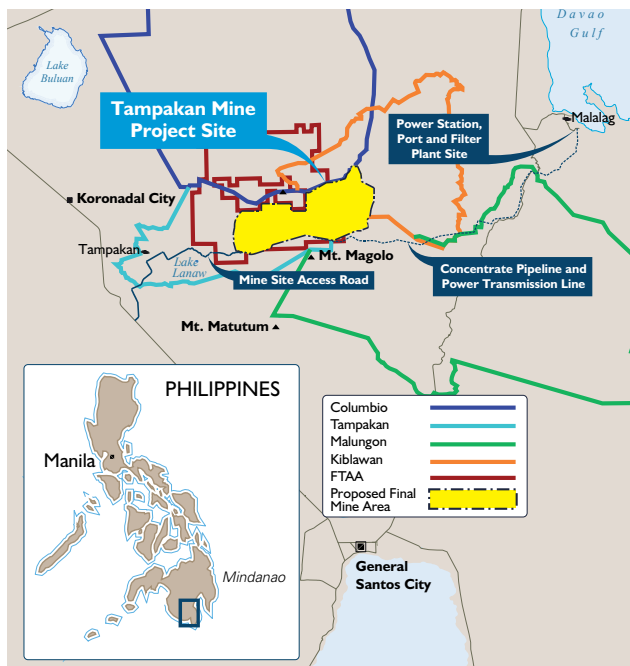 Davao
Gulf
Lake
Buluan
Tampakan Mine
Project Site
Power Station,
Port and Filter
Plant Site
Malalag
Koronadal City
Tampakan
Lake
Lanaw
Mine Site Access Road
Mt. Magolo
Concentrate Pipeline and
Power Transmission Line
Mt. Matutum
PHILIPPINES
Manila
Mindanao
Columbio
Tampakan
Malungon
Kiblawan
FTAA
Proposed Final
Mine Area
General
Santos City